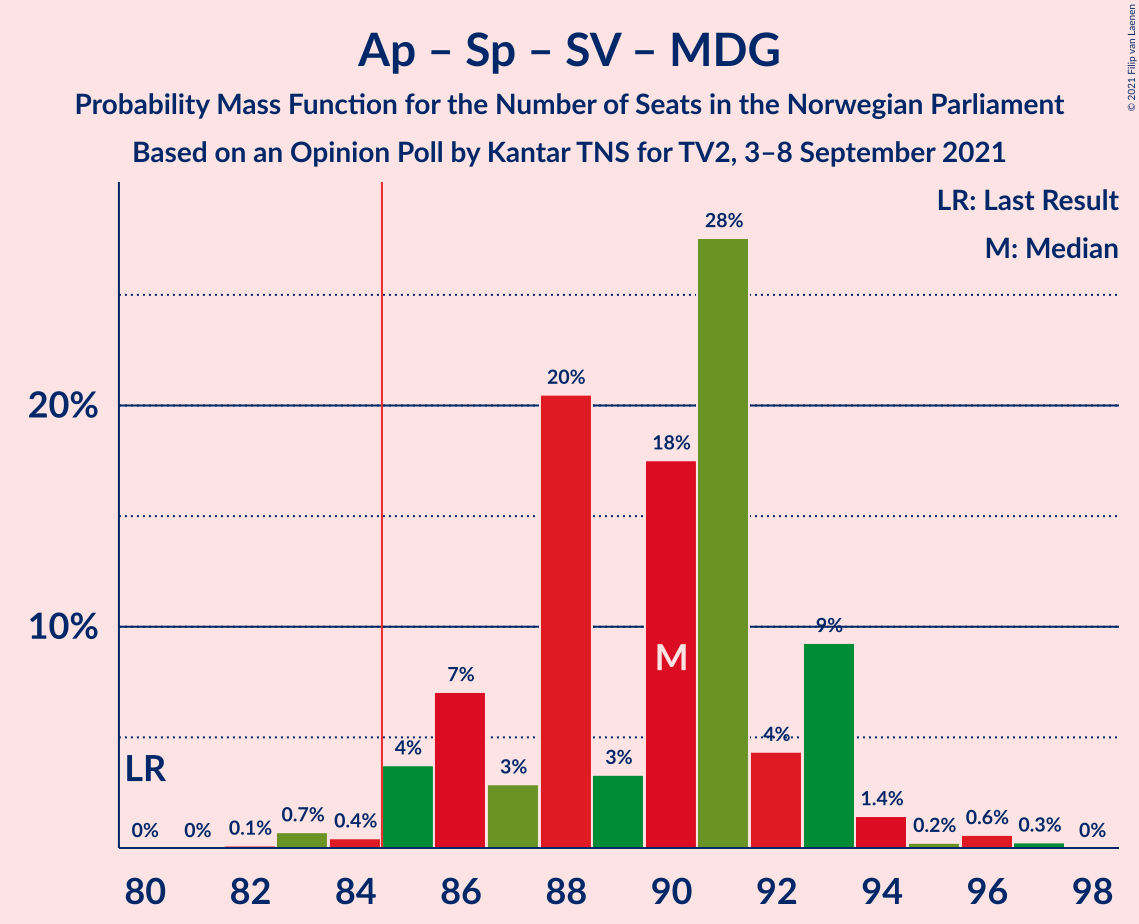 Ap – Sp – SV – MDG
Probability Mass Function for the Number of Seats in the Norwegian Parliament
Based on an Opinion Poll by Kantar TNS for TV2, 3–8 September 2021
© 2021 Filip van Laenen
LR: Last Result
M: Median
28%
20%
20%
18%
10%
9%
M
7%
4%
4%
3%
3%
LR
1.4%
0% 0% 0.1% 0.7% 0.4% 0.2% 0.6% 0.3% 0%
80 82 84 86 88 90 92 94 96 98